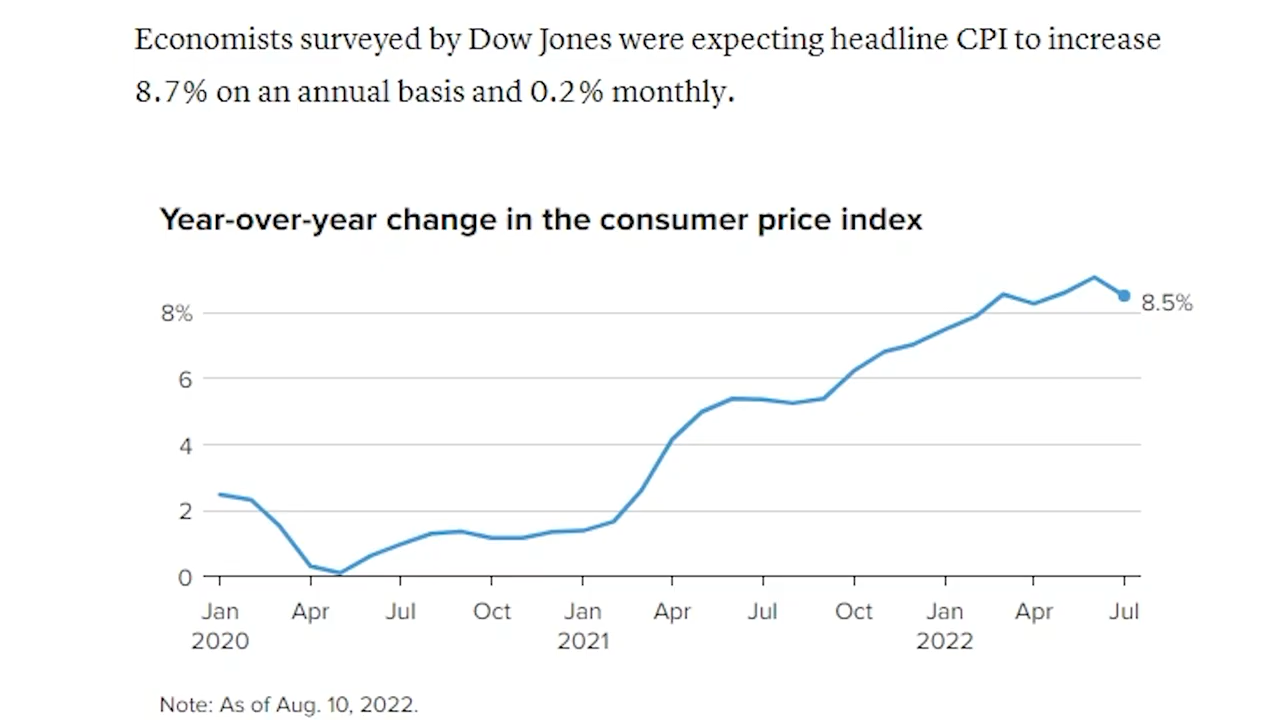 Economists surveyed by Dow Jones were expecting headline CPI to increase
8.7% on an annual basis and 0.2% monthly.
Year-over-year change in the consumer price index
8%
8.5%
6
4
2
0
Jan Apr Jul Oct Jan Apr Jul Oct Jan Apr Jul
2020 2021 2022
Note: As of Aug. 10, 2022.